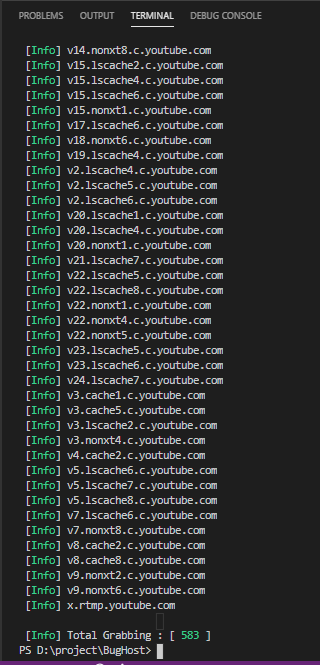 PROBLEMS OUTPUT TERMINAL DEBUG CONSOLE
[Info] v14.nonxt8.c.youtube.com
[Info] v15.lscache2.c.youtube.com
[Info] v15.lscache4.c.youtube.com
[Info] v15.lscache6.c.youtube.com
[Info] v15.nonxt1.c.youtube.com
[Info] v17.lscache6.c.youtube.com
[Info] v18.nonxt6.c.youtube.com
[Info] v19.lscache4.c.youtube.com
[Info] v2.lscache4.c.youtube.com
[Info] v2.lscache5.c.youtube.com
[Info] v2.lscache6.c.youtube.com
[Info] v20.lscache1.c.youtube.com
[Info] v20.lscache4.c.youtube.com
[Info] v20.nonxt1.c.youtube.com
[Info] v21.lscache7.c.youtube.com
[Info] v22.lscache5.c.youtube.com
[Info] v22.lscache8.c.youtube.com
[Info] v22.nonxt1.c.youtube.com
[Info] v22.nonxt4.c.youtube.com
[Info] v22.nonxt5.c.youtube.com
[Info] v23.lscache5.c.youtube.com
[Info] v23.lscache6.c.youtube.com
[Info] v24.lscache7.c.youtube.com
[Info] v3.cache1.c.youtube.com
[Info] v3.cache5.c.youtube.com
[Info] v3.lscache2.c.youtube.com
[Info] v3.nonxt4.c.youtube.com
[Info] v4.cache2.c.youtube.com
[Info] v5.lscache6.c.youtube.com
[Info] v5.lscache7.c.youtube.com
[Info] v5.lscache8.c.youtube.com
[Info] v7.lscache6.c.youtube.com
[Info] v7.nonxt8.c.youtube.com
[Info] v8.cache2.c.youtube.com
[Info] v8.cache8.c.youtube.com
[Info] v9.nonxt2.c.youtube.com
[Info] v9.nonxt6.c.youtube.com
[Info] x.rtmp.youtube.com
[Info] Total Grabbing : [ 583 ]
PS D:\project\BugHost>